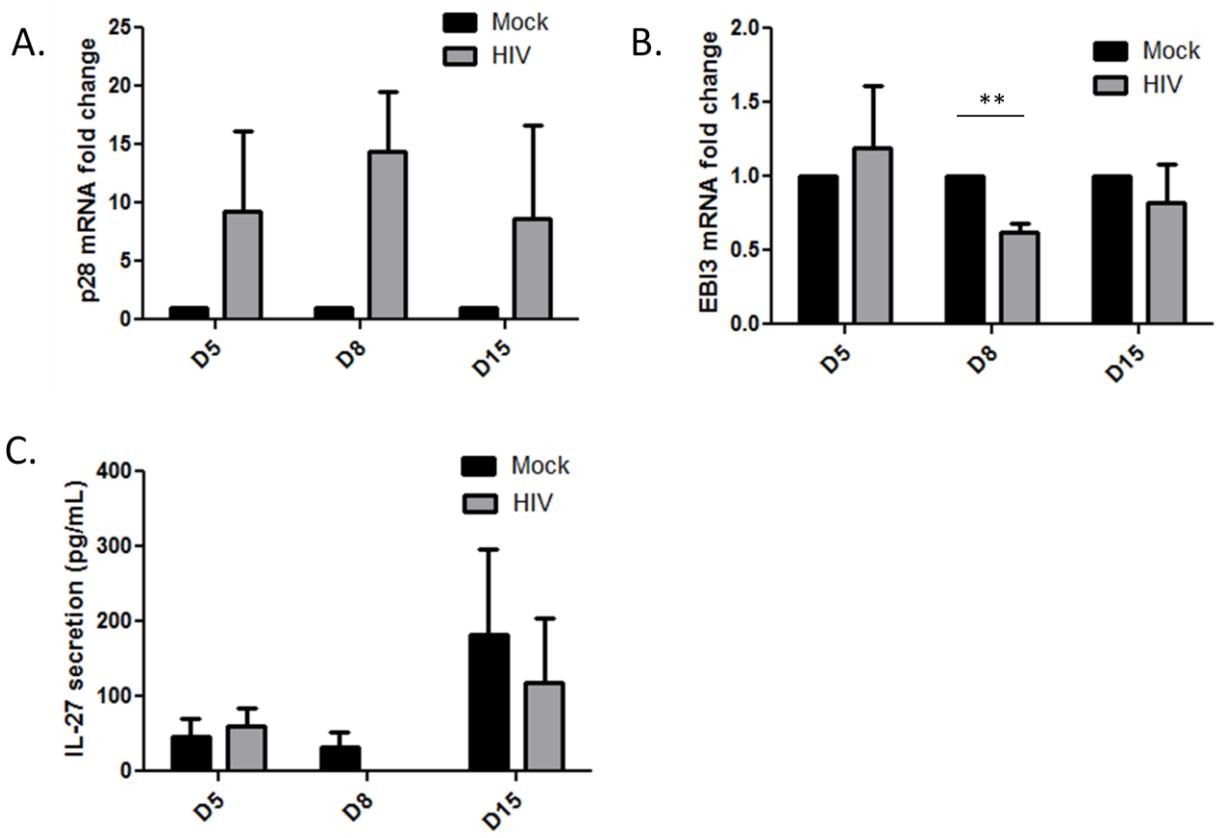 A.
p28 mRNA fold change
25
20
15
10
5
0
Mock
HIV
D5
D8
D15
B.
EBI3 mRNA fold change
2.0
1.5
1.0
0.5
0.0
Mock
HIV
**
D5
D8
D15
C.
IL-27 secretion (pg/mL)
400
300
200
100
0
Mock
HIV
D5
D8
D15